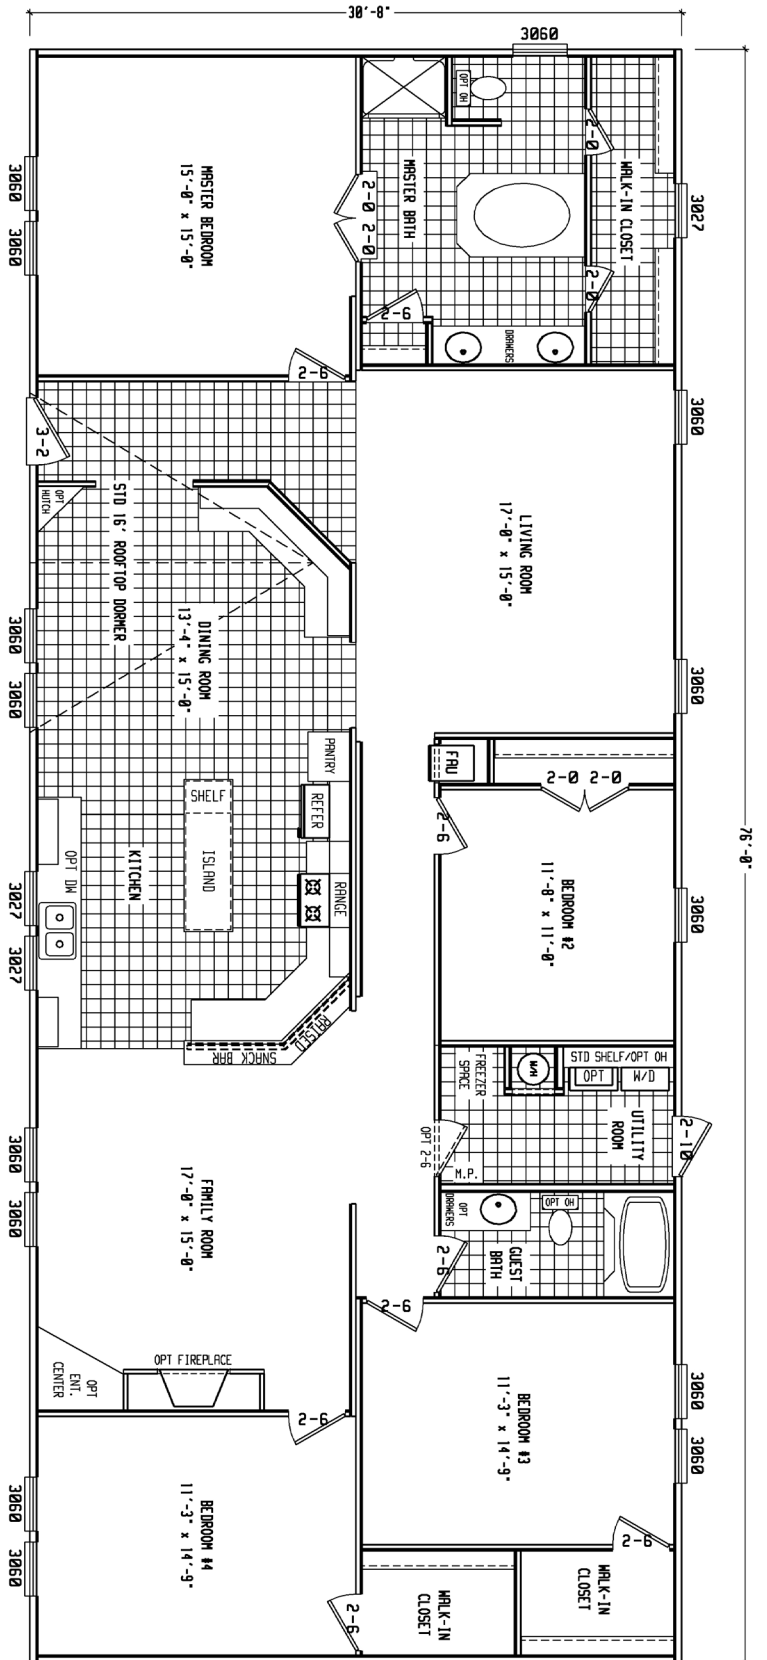 30'-8"
3060
MASTER BEDROOM
15'-0" x 15'-0"
3060
3060
OPT OH
2-0
MASTER BATH
2-0
2-0
WALK-IN CLOSET
3027
2-0
2-6
DRAWERS
2-6
3-2
3060
OPT
HUTCH
STD 16' ROOFTOP DORMER
LIVING ROOM
17'-0" x 15'-0"
DINING ROOM
13'-4" x 15'-0"
3060
3060
3060
PANTRY
FAU
2-0
2-0
SHELF
REFER
2-6
ISLAND
RANGE
KITCHEN
OPT DW
3027
3027
BEDROOM #2
11'-8" x 11'-0"
3060
76'-0"
RAISED
SNACK BAR
FREEZER
SPACE
W/H
STD SHELF/OPT OH
OPT
W/D
UTILITY
ROOM
2-10
OPT 2-6
M.P.
3060
3060
FAMILY ROOM
17'-0" x 15'-0"
OPT
DRAWERS
OPT OH
GUEST
BATH
2-6
2-6
OPT FIREPLACE
OPT
ENT.
CENTER
2-6
BEDROOM #3
11'-3" x 14'-9"
3060
3060
BEDROOM #4
11'-3" x 14'-9"
3060
3060
2-6
2-6
WALK-IN
CLOSET
WALK-IN
CLOSET